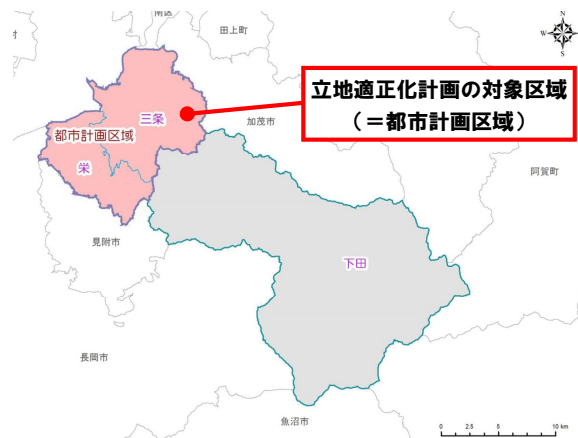 南区
田上町
村
N
W
E
S
立地適正化計画の対象区域
（＝都市計画区域）
三条
加茂市
都市計画区域
栄
阿賀町
見附市
下田
長岡市
魚沼市
0 2.5 5 10 km